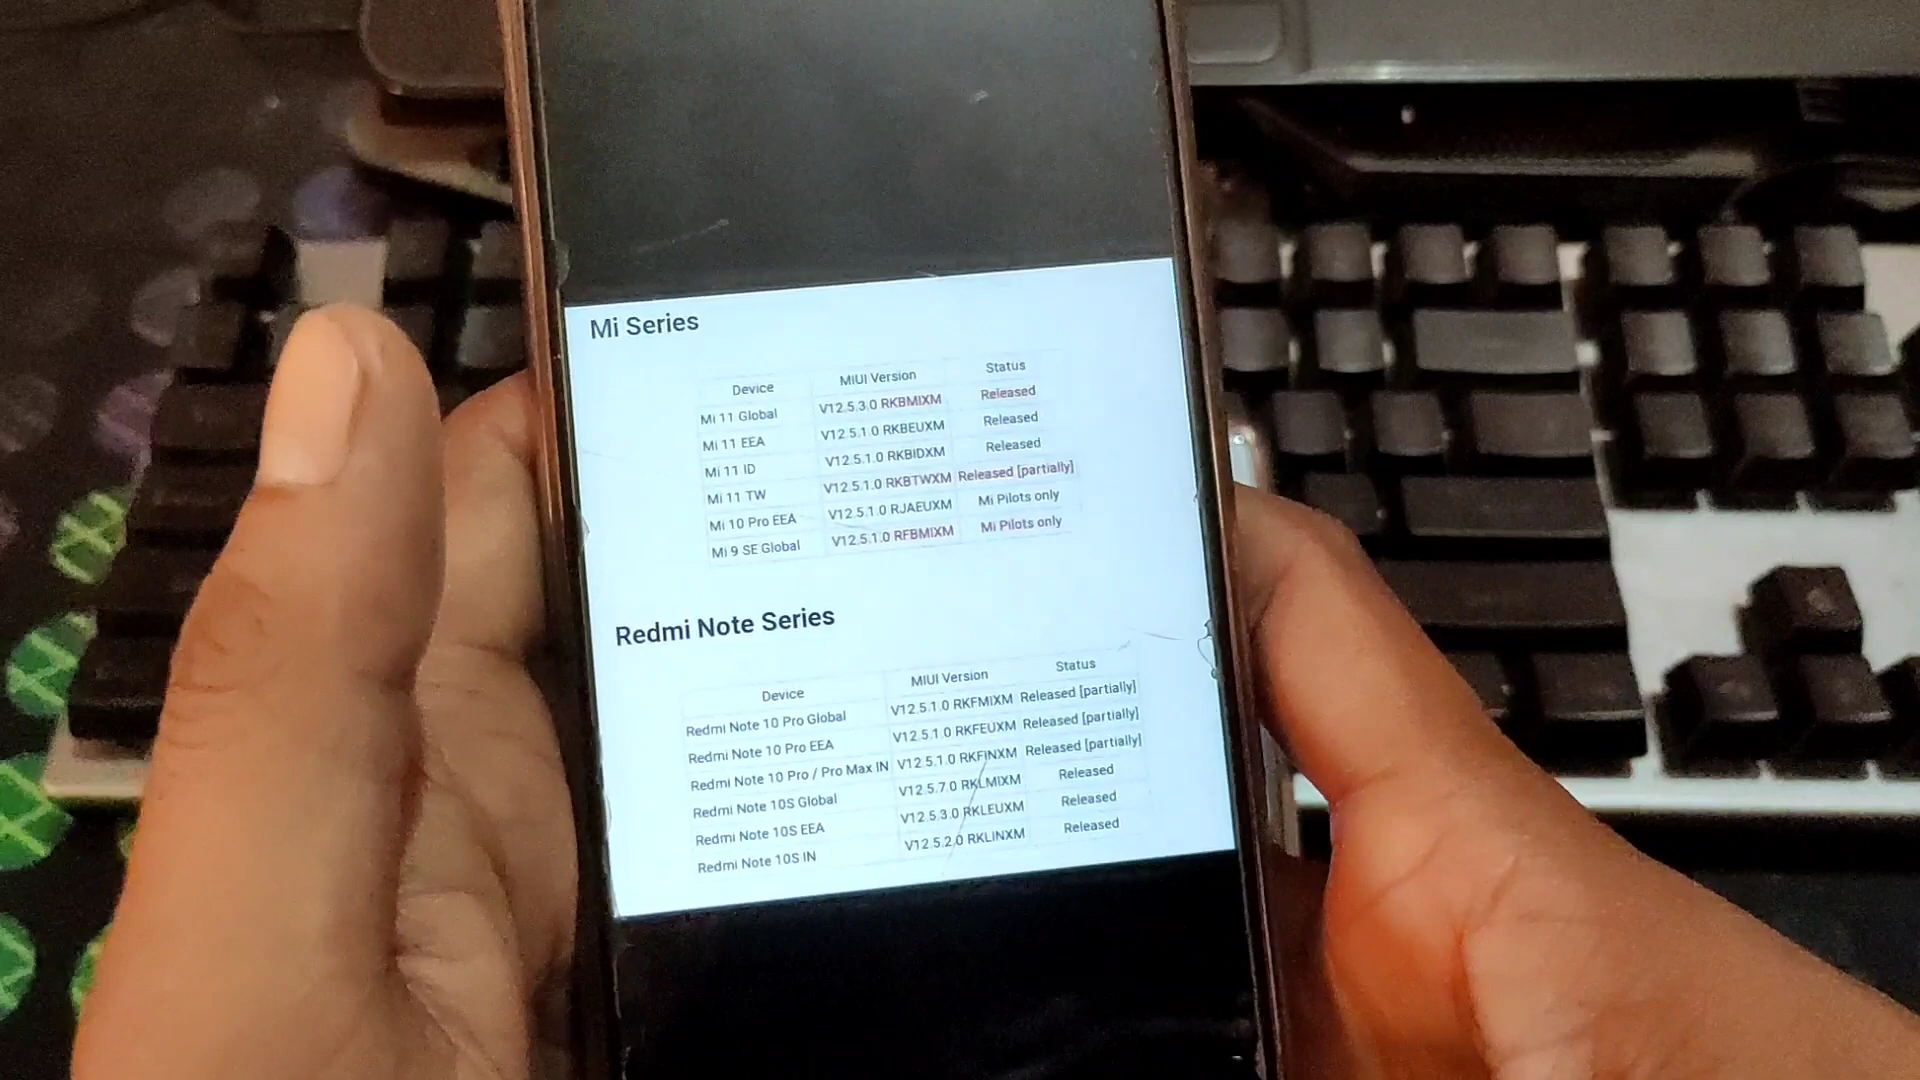 Mi Series
Device MIUI Version Status
Mi 11 Global V12.5.3.0 RKBMIXM Released
Mi 11 EEA V12.5.1.0 RKBEUXM Released
Mi 11 ID V12.5.1.0 RKBIDXM Released
Mi 11 TW V12.5.1.0 RKBTWXM Released [partially]
Mi 10 Pro EEA V12.5.1.0 RJAEUXM Mi Pilots only
Mi 9 SE Global V12.5.1.0 RFBMIXM Mi Pilots only
Redmi Note Series
Device MIUI Version Status
Redmi Note 10 Pro Global V12.5.1.0 RKFMIXM Released [partially]
Redmi Note 10 Pro EEA V12.5.1.0 RKFEUXM Released [partially]
Redmi Note 10 Pro / Pro Max IN V12.5.1.0 RKFINXM Released [partially]
Redmi Note 10S Global V12.5.7.0 RKLMIXM Released
Redmi Note 10S EEA V12.5.3.0 RKLEUXM Released
Redmi Note 10S IN V12.5.2.0 RKLINXM Released